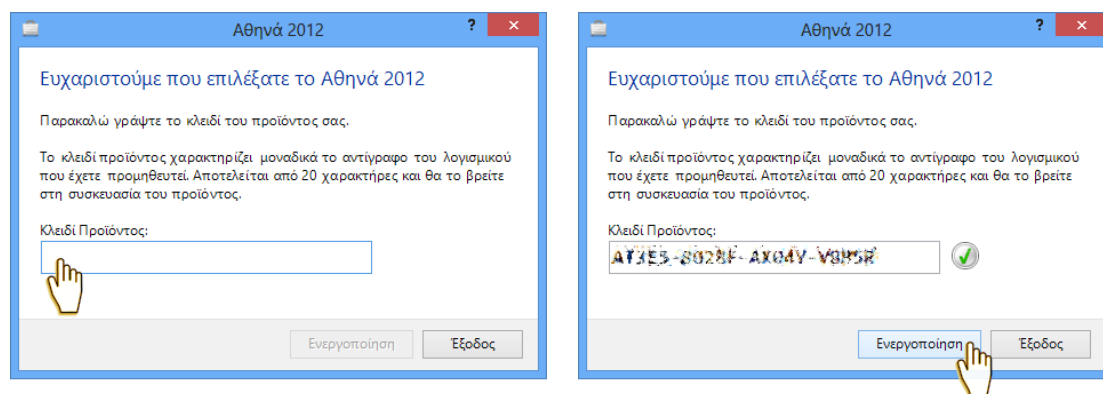 Αθηνά 2012
?
Ευχαριστούμε που επιλέξατε το Αθηνά 2012
Παρακαλώ γράψτε το κλειδί του προϊόντος σας.
Το κλειδί προϊόντος χαρακτηρίζει μοναδικά το αντίγραφο του λογισμικού
που έχετε προμηθευτεί. Αποτελείται από 20 χαρακτήρες και θα το βρείτε
στη συσκευασία του προϊόντος.
Κλειδί Προϊόντος:
Ενεργοποίηση Έξοδος
Αθηνά 2012
?
Ευχαριστούμε που επιλέξατε το Αθηνά 2012
Παρακαλώ γράψτε το κλειδί του προϊόντος σας.
Το κλειδί προϊόντος χαρακτηρίζει μοναδικά το αντίγραφο του λογισμικού
που έχετε προμηθευτεί. Αποτελείται από 20 χαρακτήρες και θα το βρείτε
στη συσκευασία του προϊόντος.
Κλειδί Προϊόντος:
Ενεργοποίηση Έξοδος